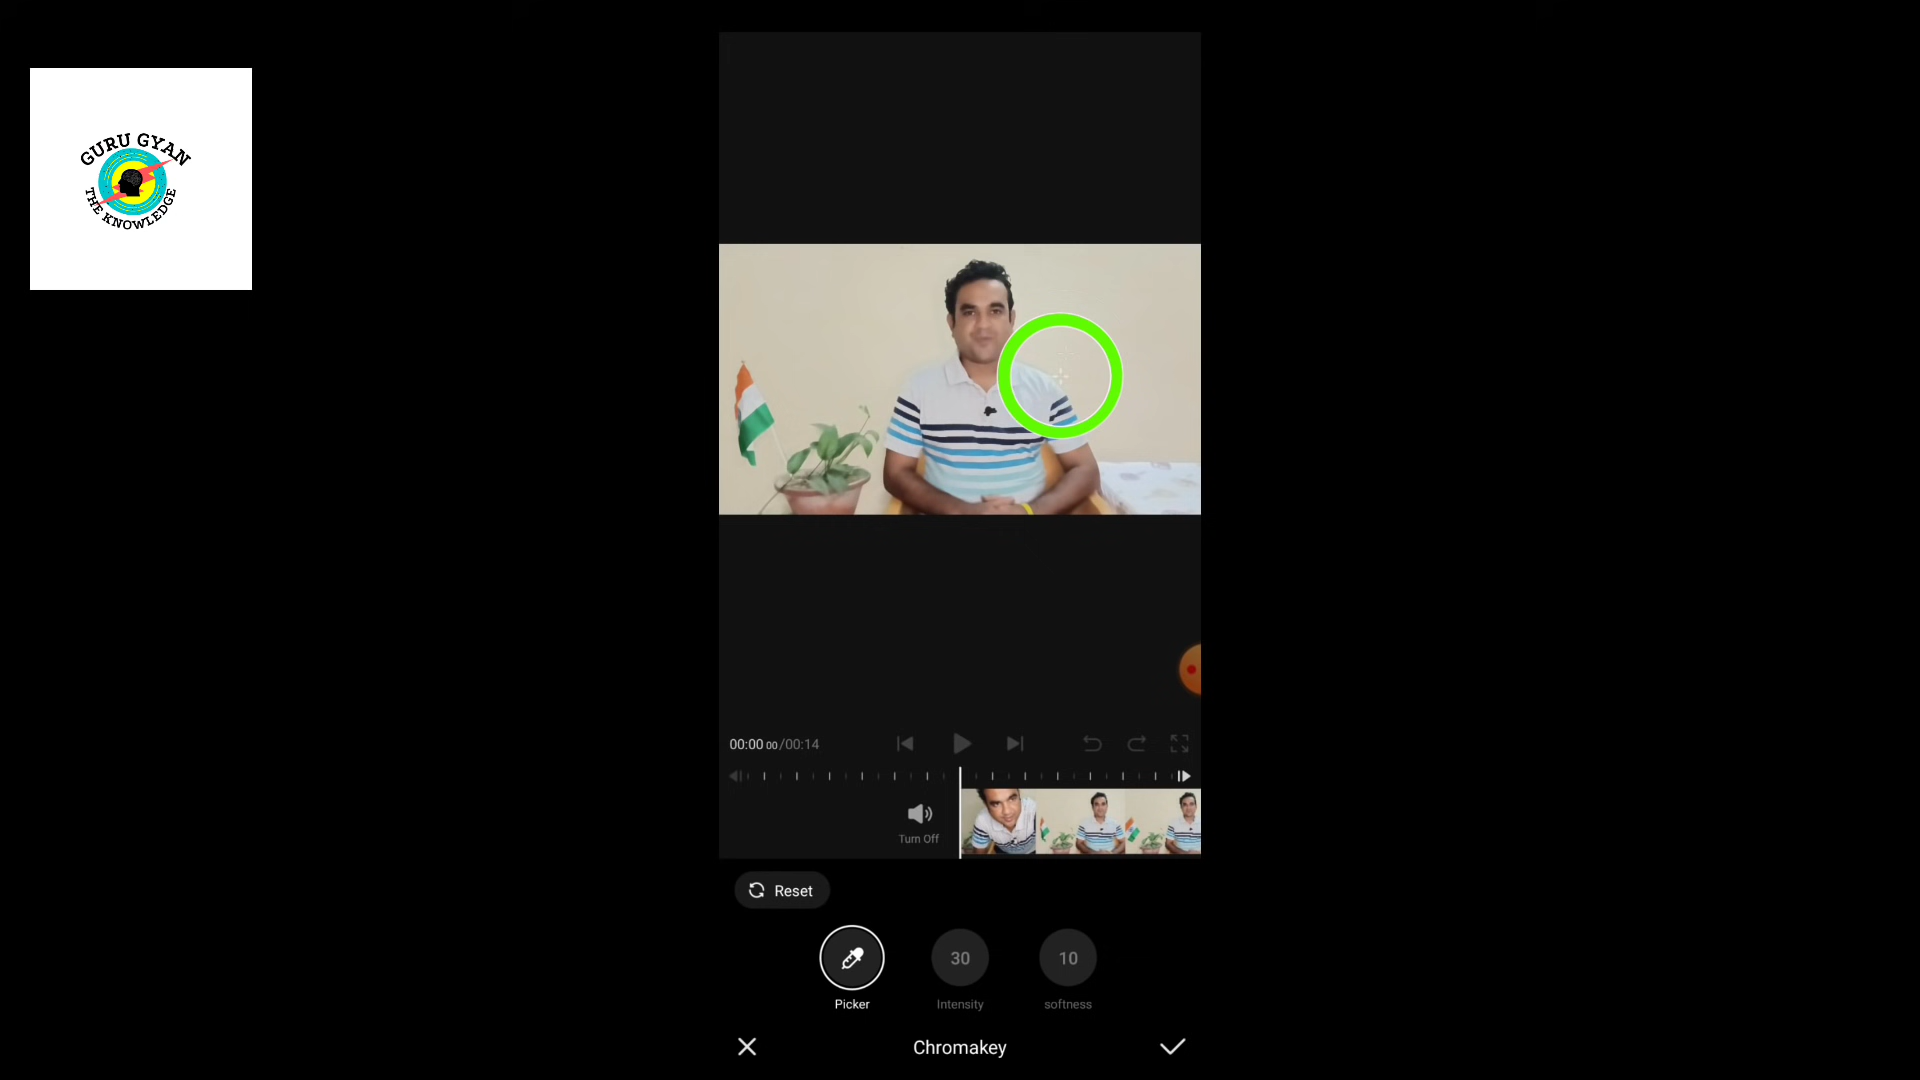 GURU GYAN
THE KNOWLEDGE
00:00 00/00:14
Turn Off
Reset
30
10
Picker
Intensity
softness
Chromakey